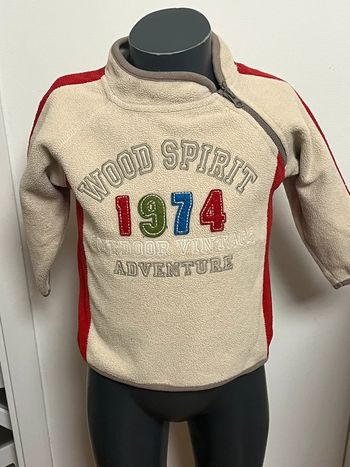 WOOD SPIRIT
1974
OUTDOOR VINTAGE
ADVENTURE